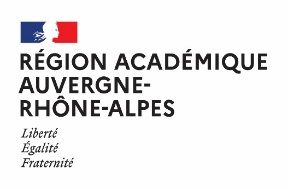 RÉGION ACADÉMIQUE
AUVERGNE-
RHÔNE-ALPES
Liberté
Égalité
Fraternité